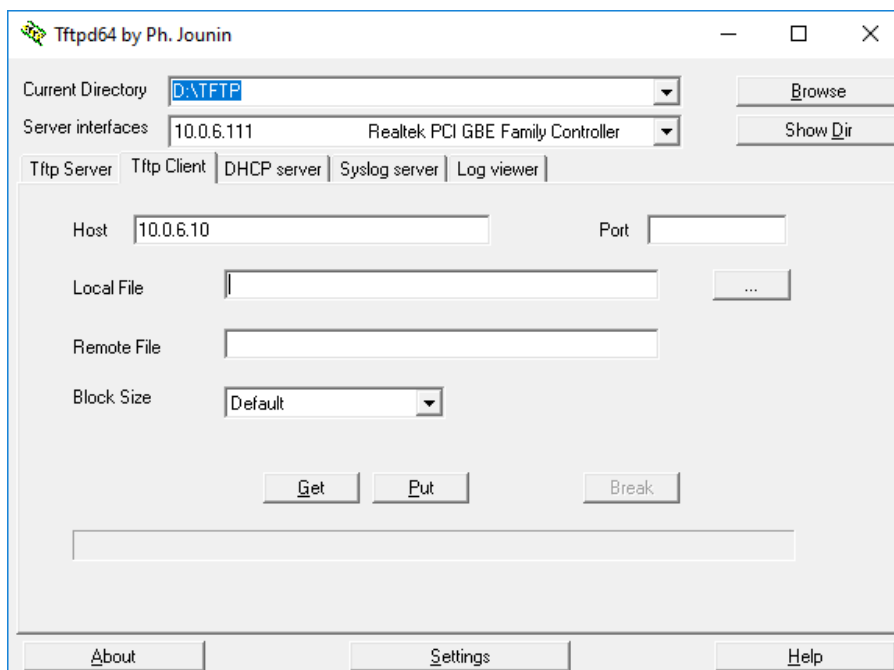 Tftpd64 by Ph. Jounin
Current Directory D:\TFTP Browse
Server interfaces 10.0.6.111 Realtek PCI GBE Family Controller Show Dir
Tftp Server Tftp Client DHCP server Syslog server Log viewer
Host 10.0.6.10 Port
Local File ...
Remote File
Block Size Default
Get Put Break
About Settings Help